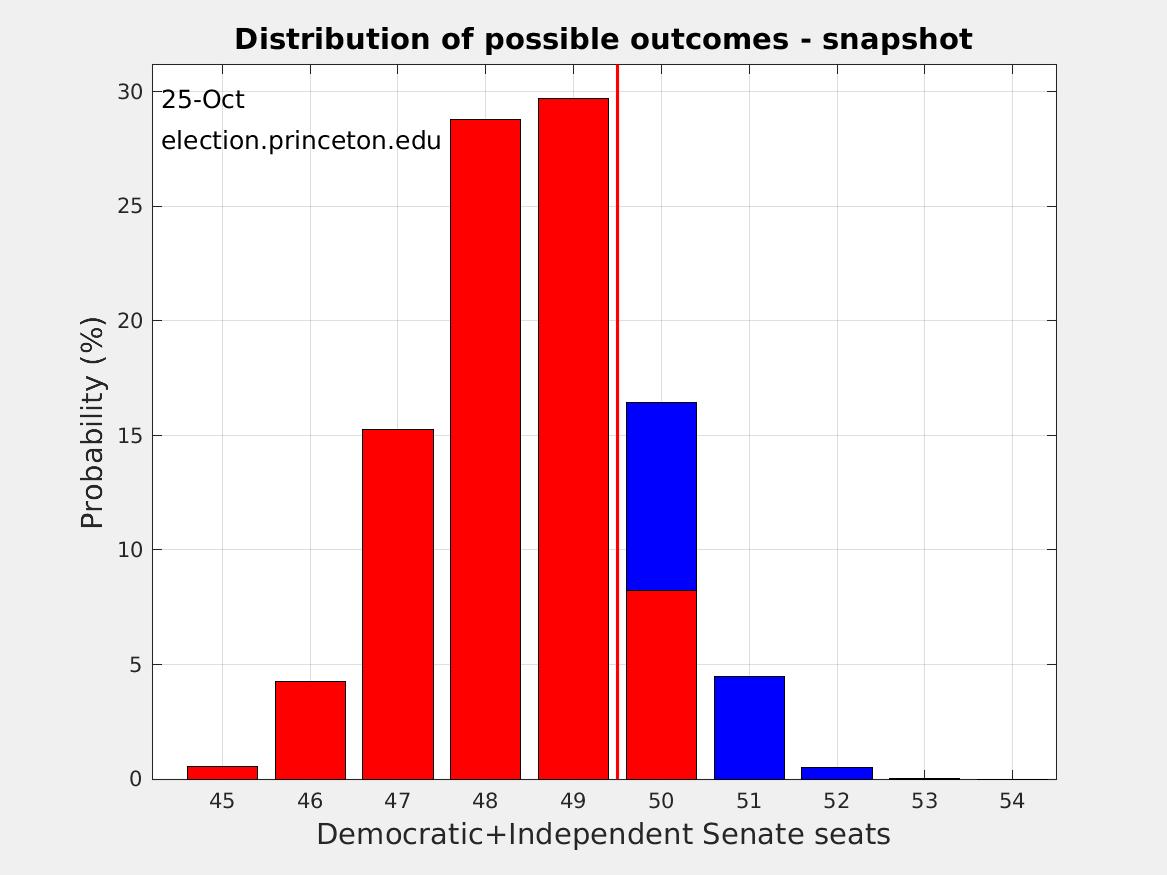 Distribution of possible outcomes - snapshot
25-Oct
election.princeton.edu
Probability (%)
30
25
20
15
10
5
0
45 46 47 48 49 50 51 52 53 54
Democratic+Independent Senate seats